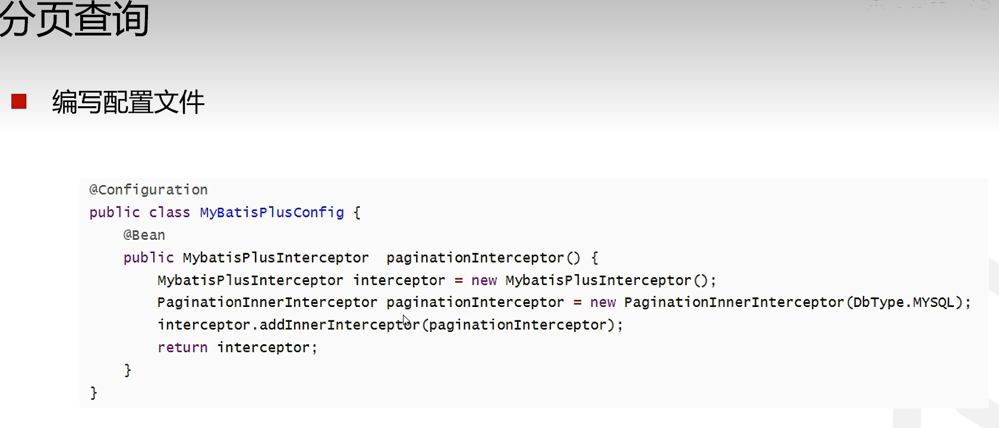 分页查询
编写配置文件
@Configuration
public class MyBatisPlusConfig {
@Bean
public MybatisPlusInterceptor  paginationInterceptor() {
MybatisPlusInterceptor interceptor = new MybatisPlusInterceptor();
PaginationInnerInterceptor paginationInterceptor = new PaginationInnerInterceptor(DbType.MYSQL);
interceptor.addInnerInterceptor(paginationInterceptor);
return interceptor;
}
}